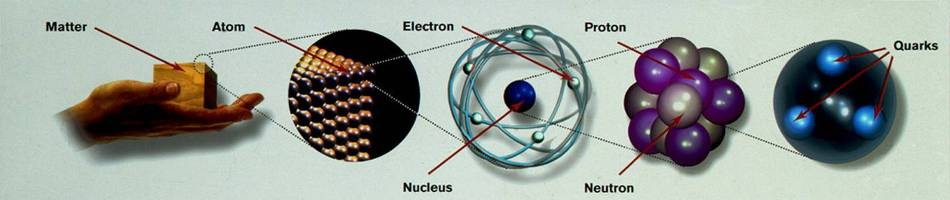 Matter
Atom
Electron
Proton
Quarks
Nucleus
Neutron